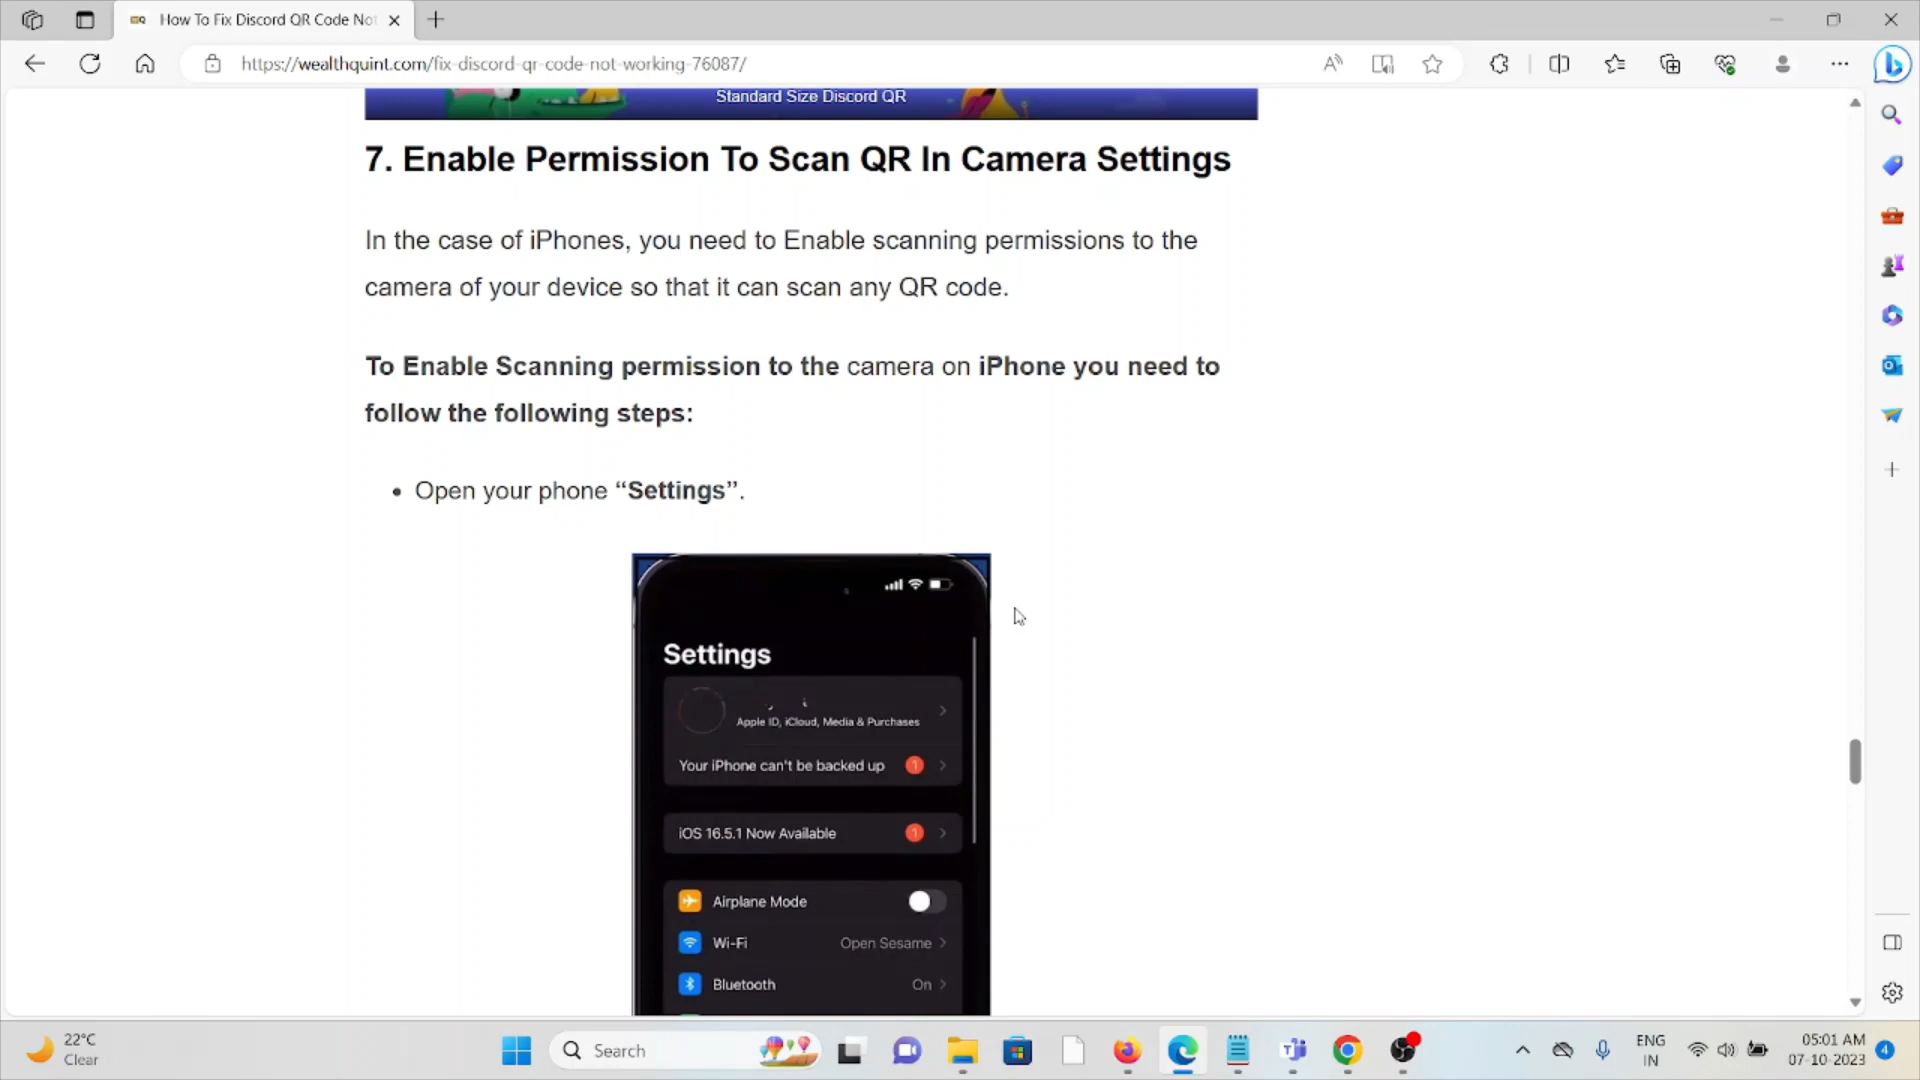 How To Fix Discord QR Code Not
https://wealthquint.com/fix-discord-qr-code-not-working-76087/
Standard Size Discord QR
7. Enable Permission To Scan QR In Camera Settings
In the case of iPhones, you need to Enable scanning permissions to the
camera of your device so that it can scan any QR code.
To Enable Scanning permission to the camera on iPhone you need to
follow the following steps:
Open your phone “Settings”.
Settings
Apple ID, iCloud, Media & Purchases
Your iPhone can't be backed up 1
iOS 16.5.1 Now Available 1
Airplane Mode
Wi-Fi Open Sesame
Bluetooth On
22°C
Clear
Search
ENG
IN
05:01 AM
07-10-2023
4